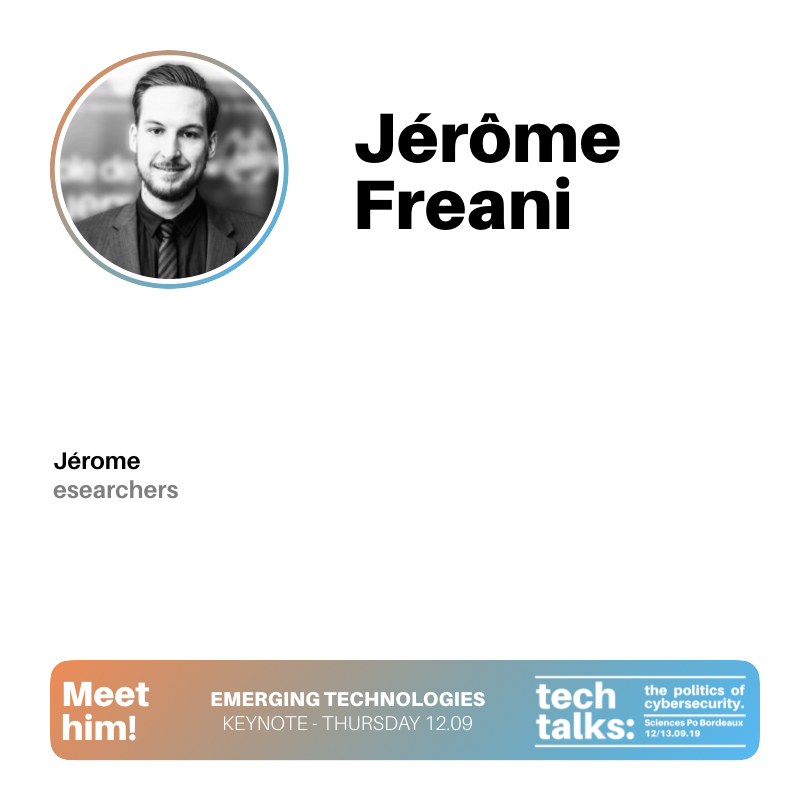 Jérôme
Freani
Jérome
esearchers
Meet
him!
EMERGING TECHNOLOGIES
KEYNOTE - THURSDAY 12.09
tech
talks:
the politics of
cybersecurity.
Sciences Po Bordeaux
12/13.09.19